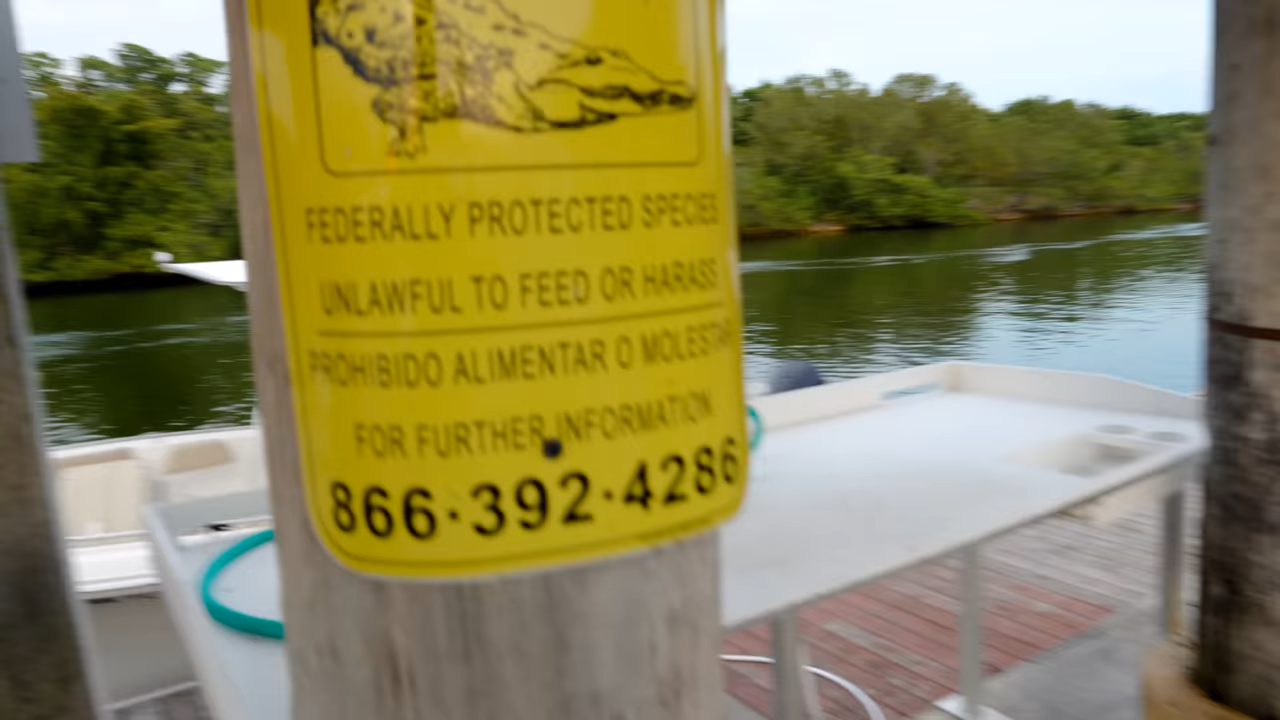 FEDERALLY PROTECTED SPECIES
UNLAWFUL TO FEED OR HARASS
PROHIBIDO ALIMENTAR O MOLESTAR
FOR FURTHER INFORMATION
866·392·4286